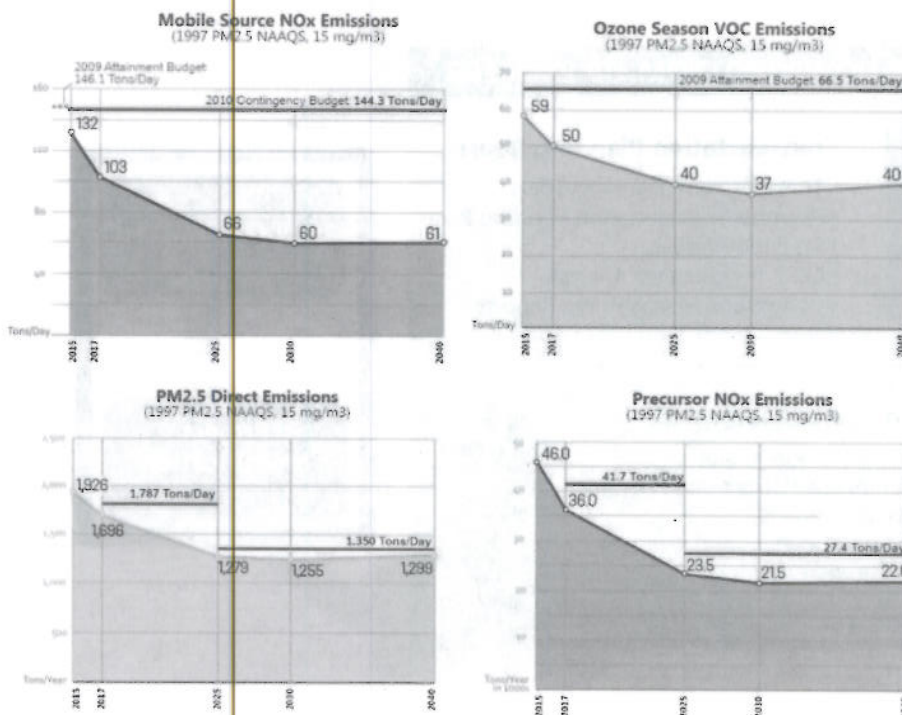 Mobile Source NOx Emissions
(1997 PM2.5 NAAQS, 15 mg/m3)
2009 Attainment Budget
146.1 Tons/Day
2010 Contingency Budget 144.3 Tons/Day
132
103
66
60
61
Tons/Day
2015
2017
2025
2030
2040
Ozone Season VOC Emissions
(1997 PM2.5 NAAQS, 15 mg/m3)
70
2009 Attainment Budget 66.5 Tons/Day
59
50
40
37
40
Tons/Day
2015
2017
2025
2030
PM2.5 Direct Emissions
(1997 PM2.5 NAAQS, 15 mg/m3)
1,926
1,787 Tons/Day
1,696
1,350 Tons/Day
1,279
1,255
1,299
Tons/Year
2015
2017
2025
2030
2040
Precursor NOx Emissions
(1997 PM2.5 NAAQS, 15 mg/m3)
46.0
41.7 Tons/Day
36.0
27.4 Tons/Day
23.5
21.5
22.0
Tons/Year
2015
2017
2025
2030